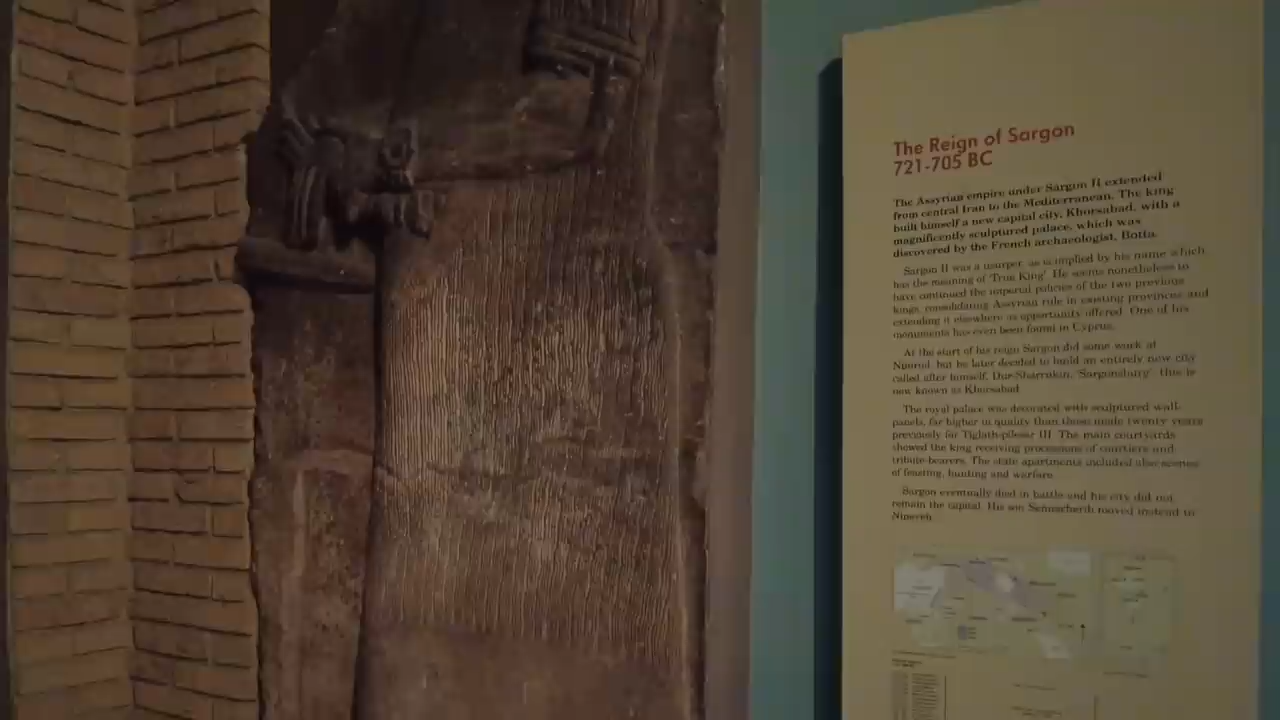 The Reign of Sargon
721-705 BC
The Assyrian empire under Sargon II extended
from central Iran to the Mediterranean. The king
built himself a new capital city, Khorsabad, with a
magnificently sculptured palace, which was
discovered by the French archaeologist, Botta.
Sargon II was a usurper, as is implied by his name which
has the meaning of 'True King'. He seems nonetheless to
have continued the imperial policies of the two previous
kings, consolidating Assyrian rule in existing provinces and
extending it elsewhere as opportunity offered. One of his
monuments has even been found in Cyprus.
At the start of his reign Sargon did some work at
Nimrud, but he later decided to build an entirely new city
called after himself, Dur-Sharrukin, 'Sargonsburg'; this is
now known as Khorsabad.
The royal palace was decorated with sculptured wall-
panels, far higher in quality than those made twenty years
previously for Tiglath-pileser III. The main courtyards
showed the king receiving processions of courtiers and
tribute-bearers. The state apartments included also scenes
of feasting, hunting and warfare.
Sargon eventually died in battle and his city did not
remain the capital. His son Sennacherib moved instead to
Nineveh.